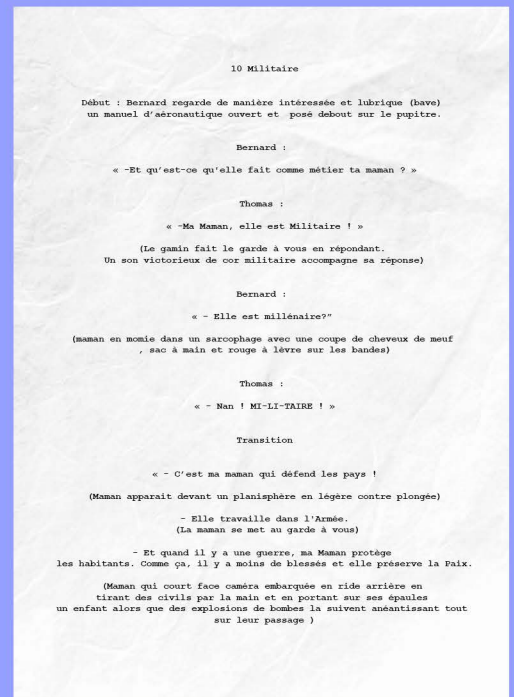 10 Militaire
Début : Bernard regarde de manière intéressée et lubrique (bave)
un manuel d'aéronautique ouvert et posé debout sur le pupitre.
Bernard :
« -Et qu'est-ce qu'elle fait comme métier ta maman ? »
Thomas :
« -Ma Maman, elle est Militaire ! »
(Le gamin fait le garde à vous en répondant.
Un son victorieux de cor militaire accompagne sa réponse)
Bernard :
« - Elle est millénaire?"
(maman en momie dans un sarcophage avec une coupe de cheveux de meuf
, sac à main et rouge à lèvre sur les bandes)
Thomas :
« - Nan ! MI-LI-TAIRE ! »
Transition
« - C'est ma maman qui défend les pays !
(Maman apparait devant un planisphère en légère contre plongée)
- Elle travaille dans l'Armée.
(La maman se met au garde à vous)
- Et quand il y a une guerre, ma Maman protège
les habitants. Comme ça, il y a moins de blessés et elle préserve la Paix.
(Maman qui court face caméra embarquée en ride arrière en
tirant des civils par la main et en portant sur ses épaules
un enfant alors que des explosions de bombes la suivent anéantissant tout
sur leur passage )